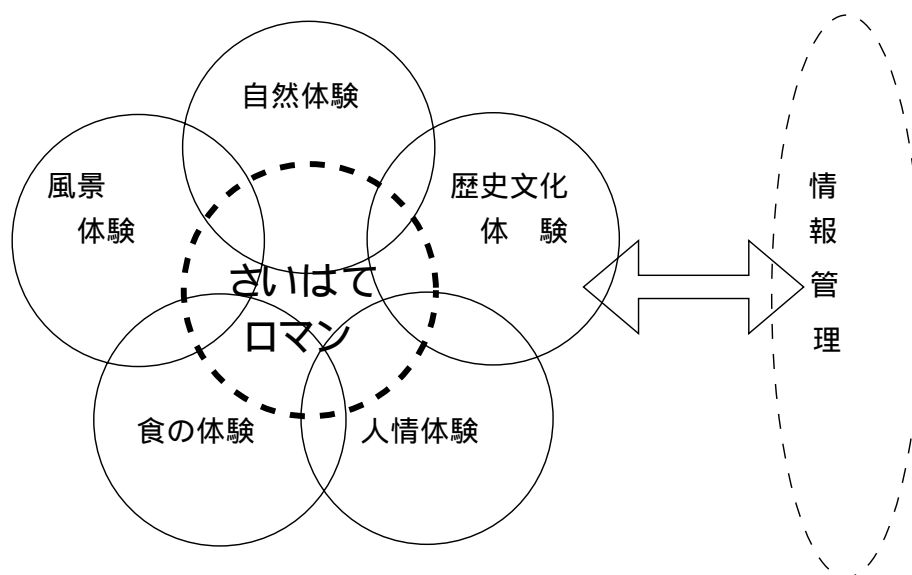 自然体験
風景
体験
歴史文化
体　験
さいはて
ロマン
食の体験
人情体験
情
報
管
理